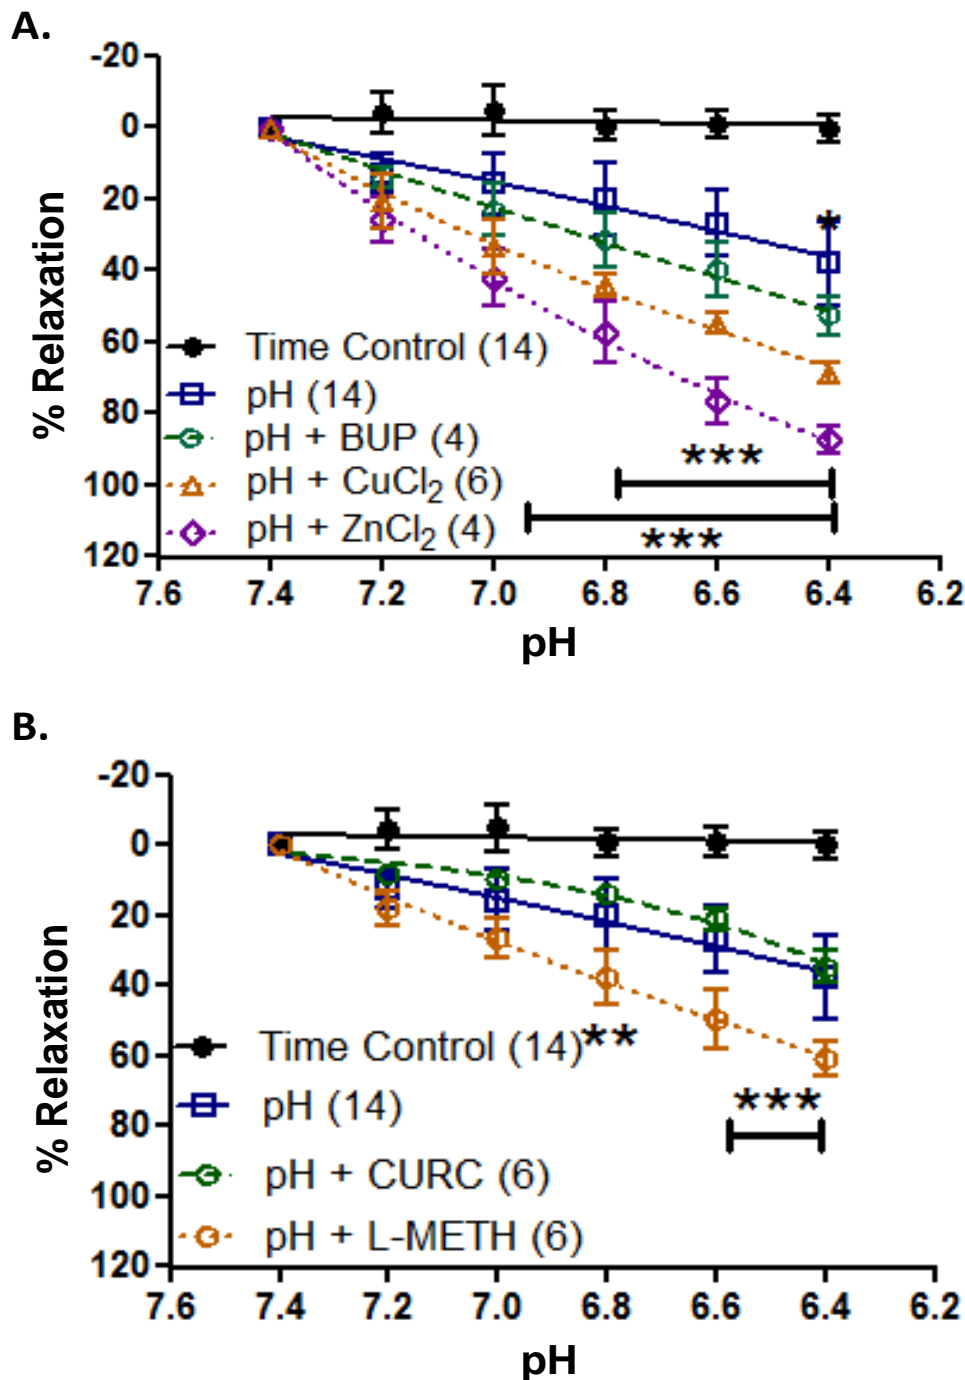 A.
-20
0
20
40
60
80
100
120
% Relaxation
*
Time Control (14)
pH (14)
pH + BUP (4)
pH + CuCl₂ (6)
pH + ZnCl₂ (4)
***
***
7.6 7.4 7.2 7.0 6.8 6.6 6.4 6.2
pH
B.
-20
0
20
40
60
80
100
120
% Relaxation
Time Control (14)
**
pH (14)
***
pH + CURC (6)
pH + L-METH (6)
7.6 7.4 7.2 7.0 6.8 6.6 6.4 6.2
pH